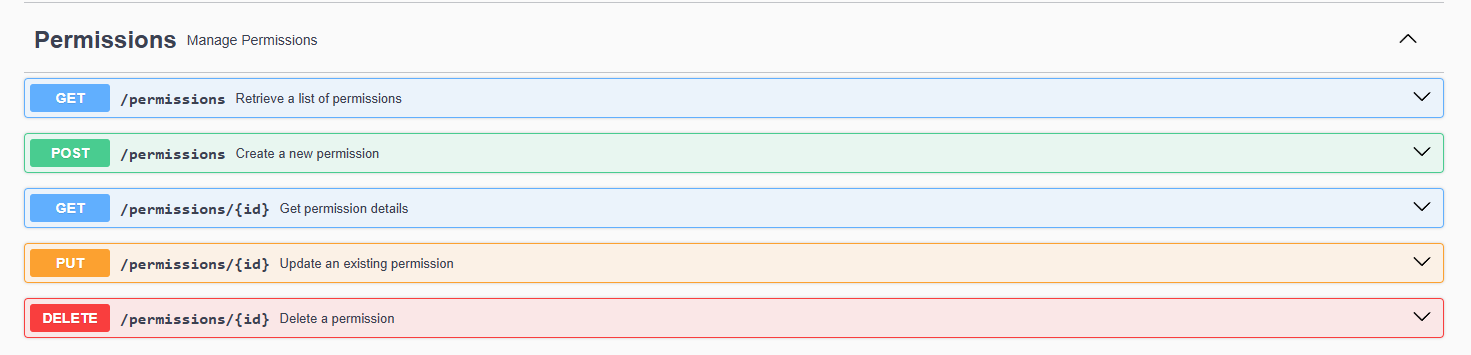 Permissions Manage Permissions
GET /permissions Retrieve a list of permissions
POST /permissions Create a new permission
GET /permissions/{id} Get permission details
PUT /permissions/{id} Update an existing permission
DELETE /permissions/{id} Delete a permission